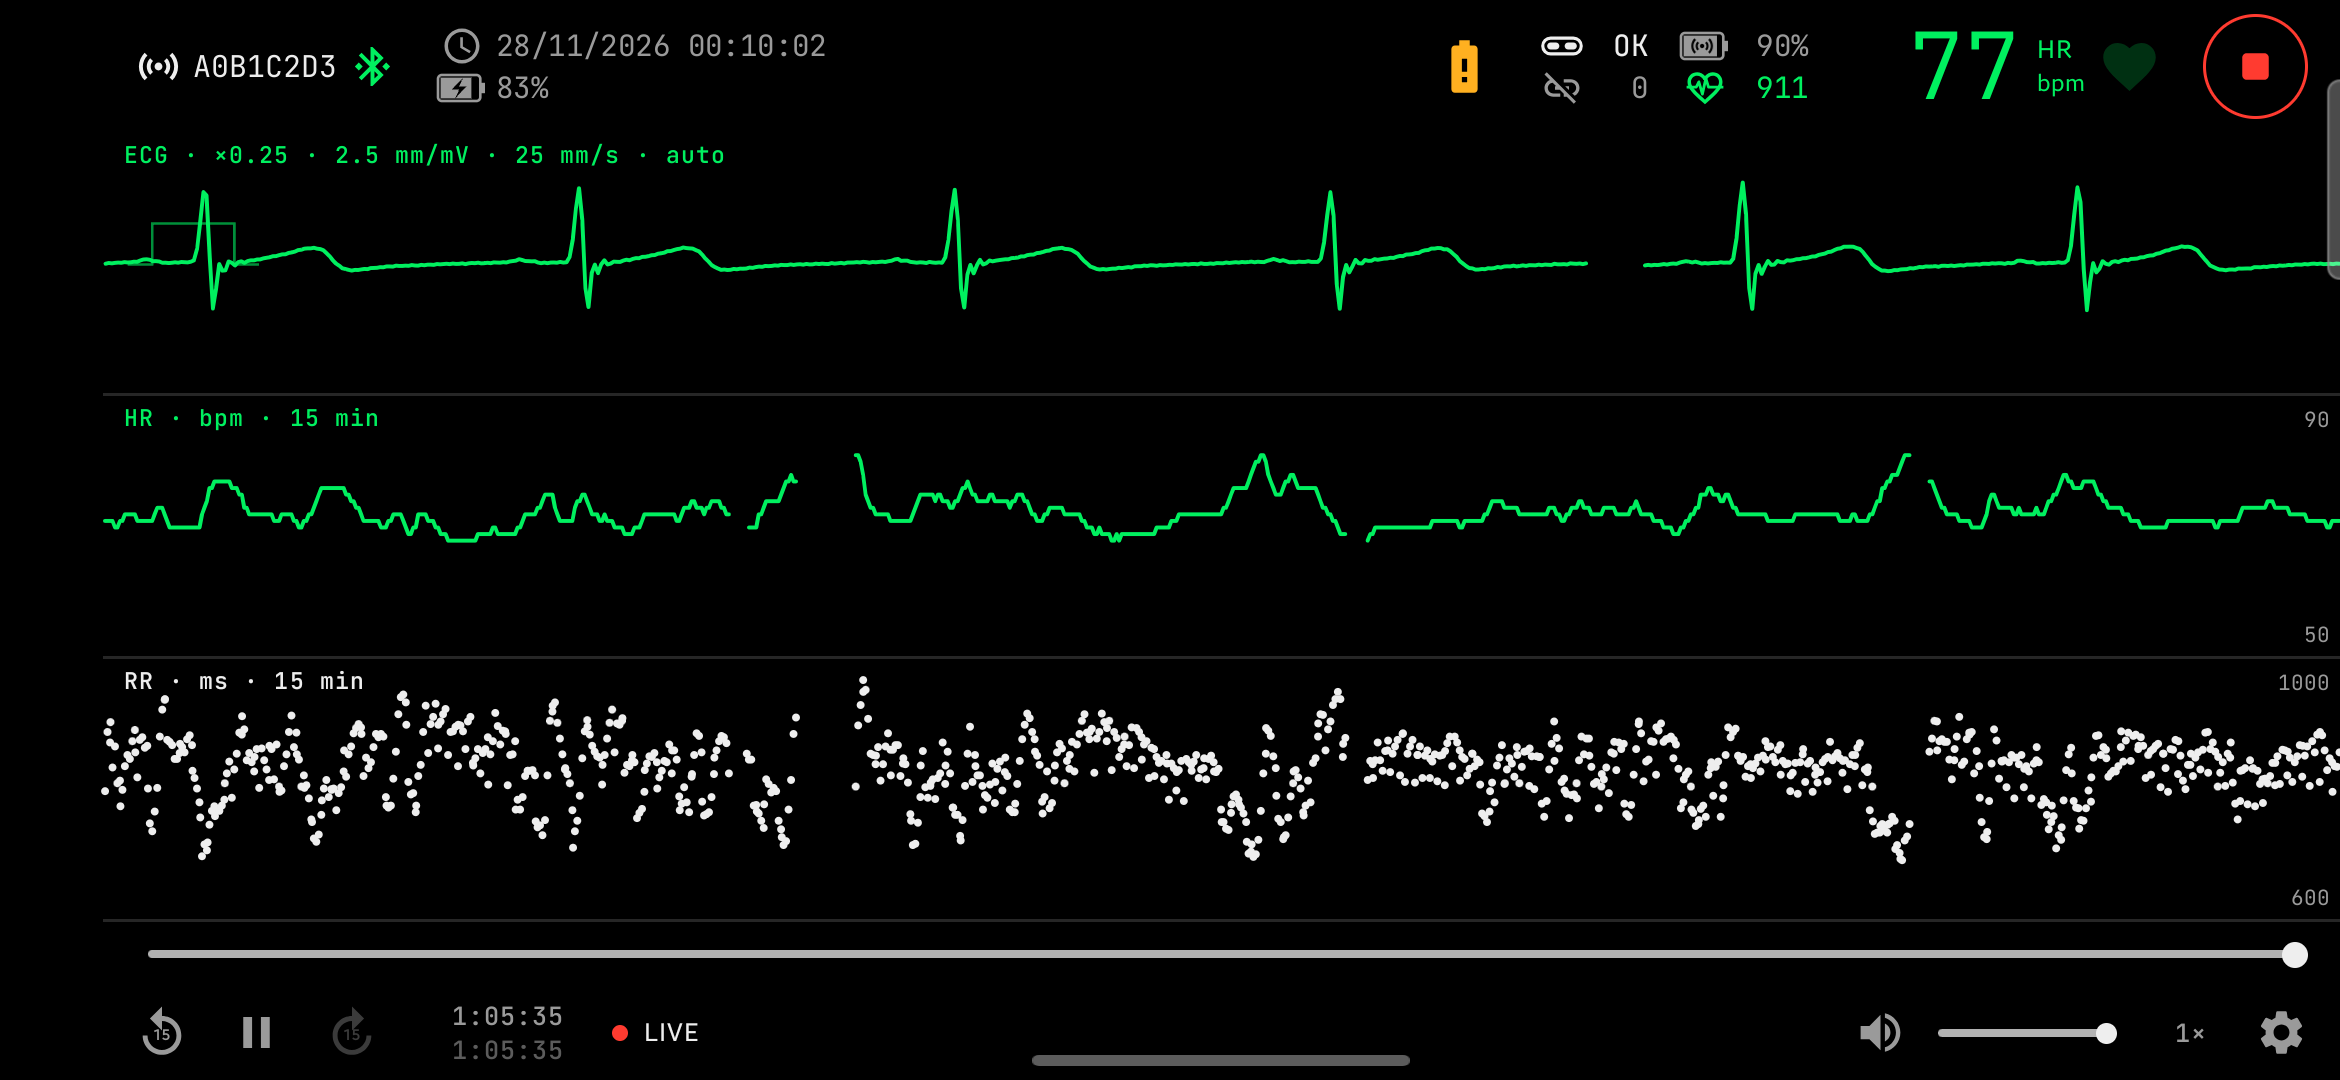 A0B1C2D3
28/11/2026 00:10:02
83%
OK 90%
0 911
77 HR bpm
ECG · ×0.25 · 2.5 mm/mV · 25 mm/s · auto
HR · bpm · 15 min
90
50
RR · ms · 15 min
1000
600
15
15
1:05:35
1:05:35
LIVE
1×